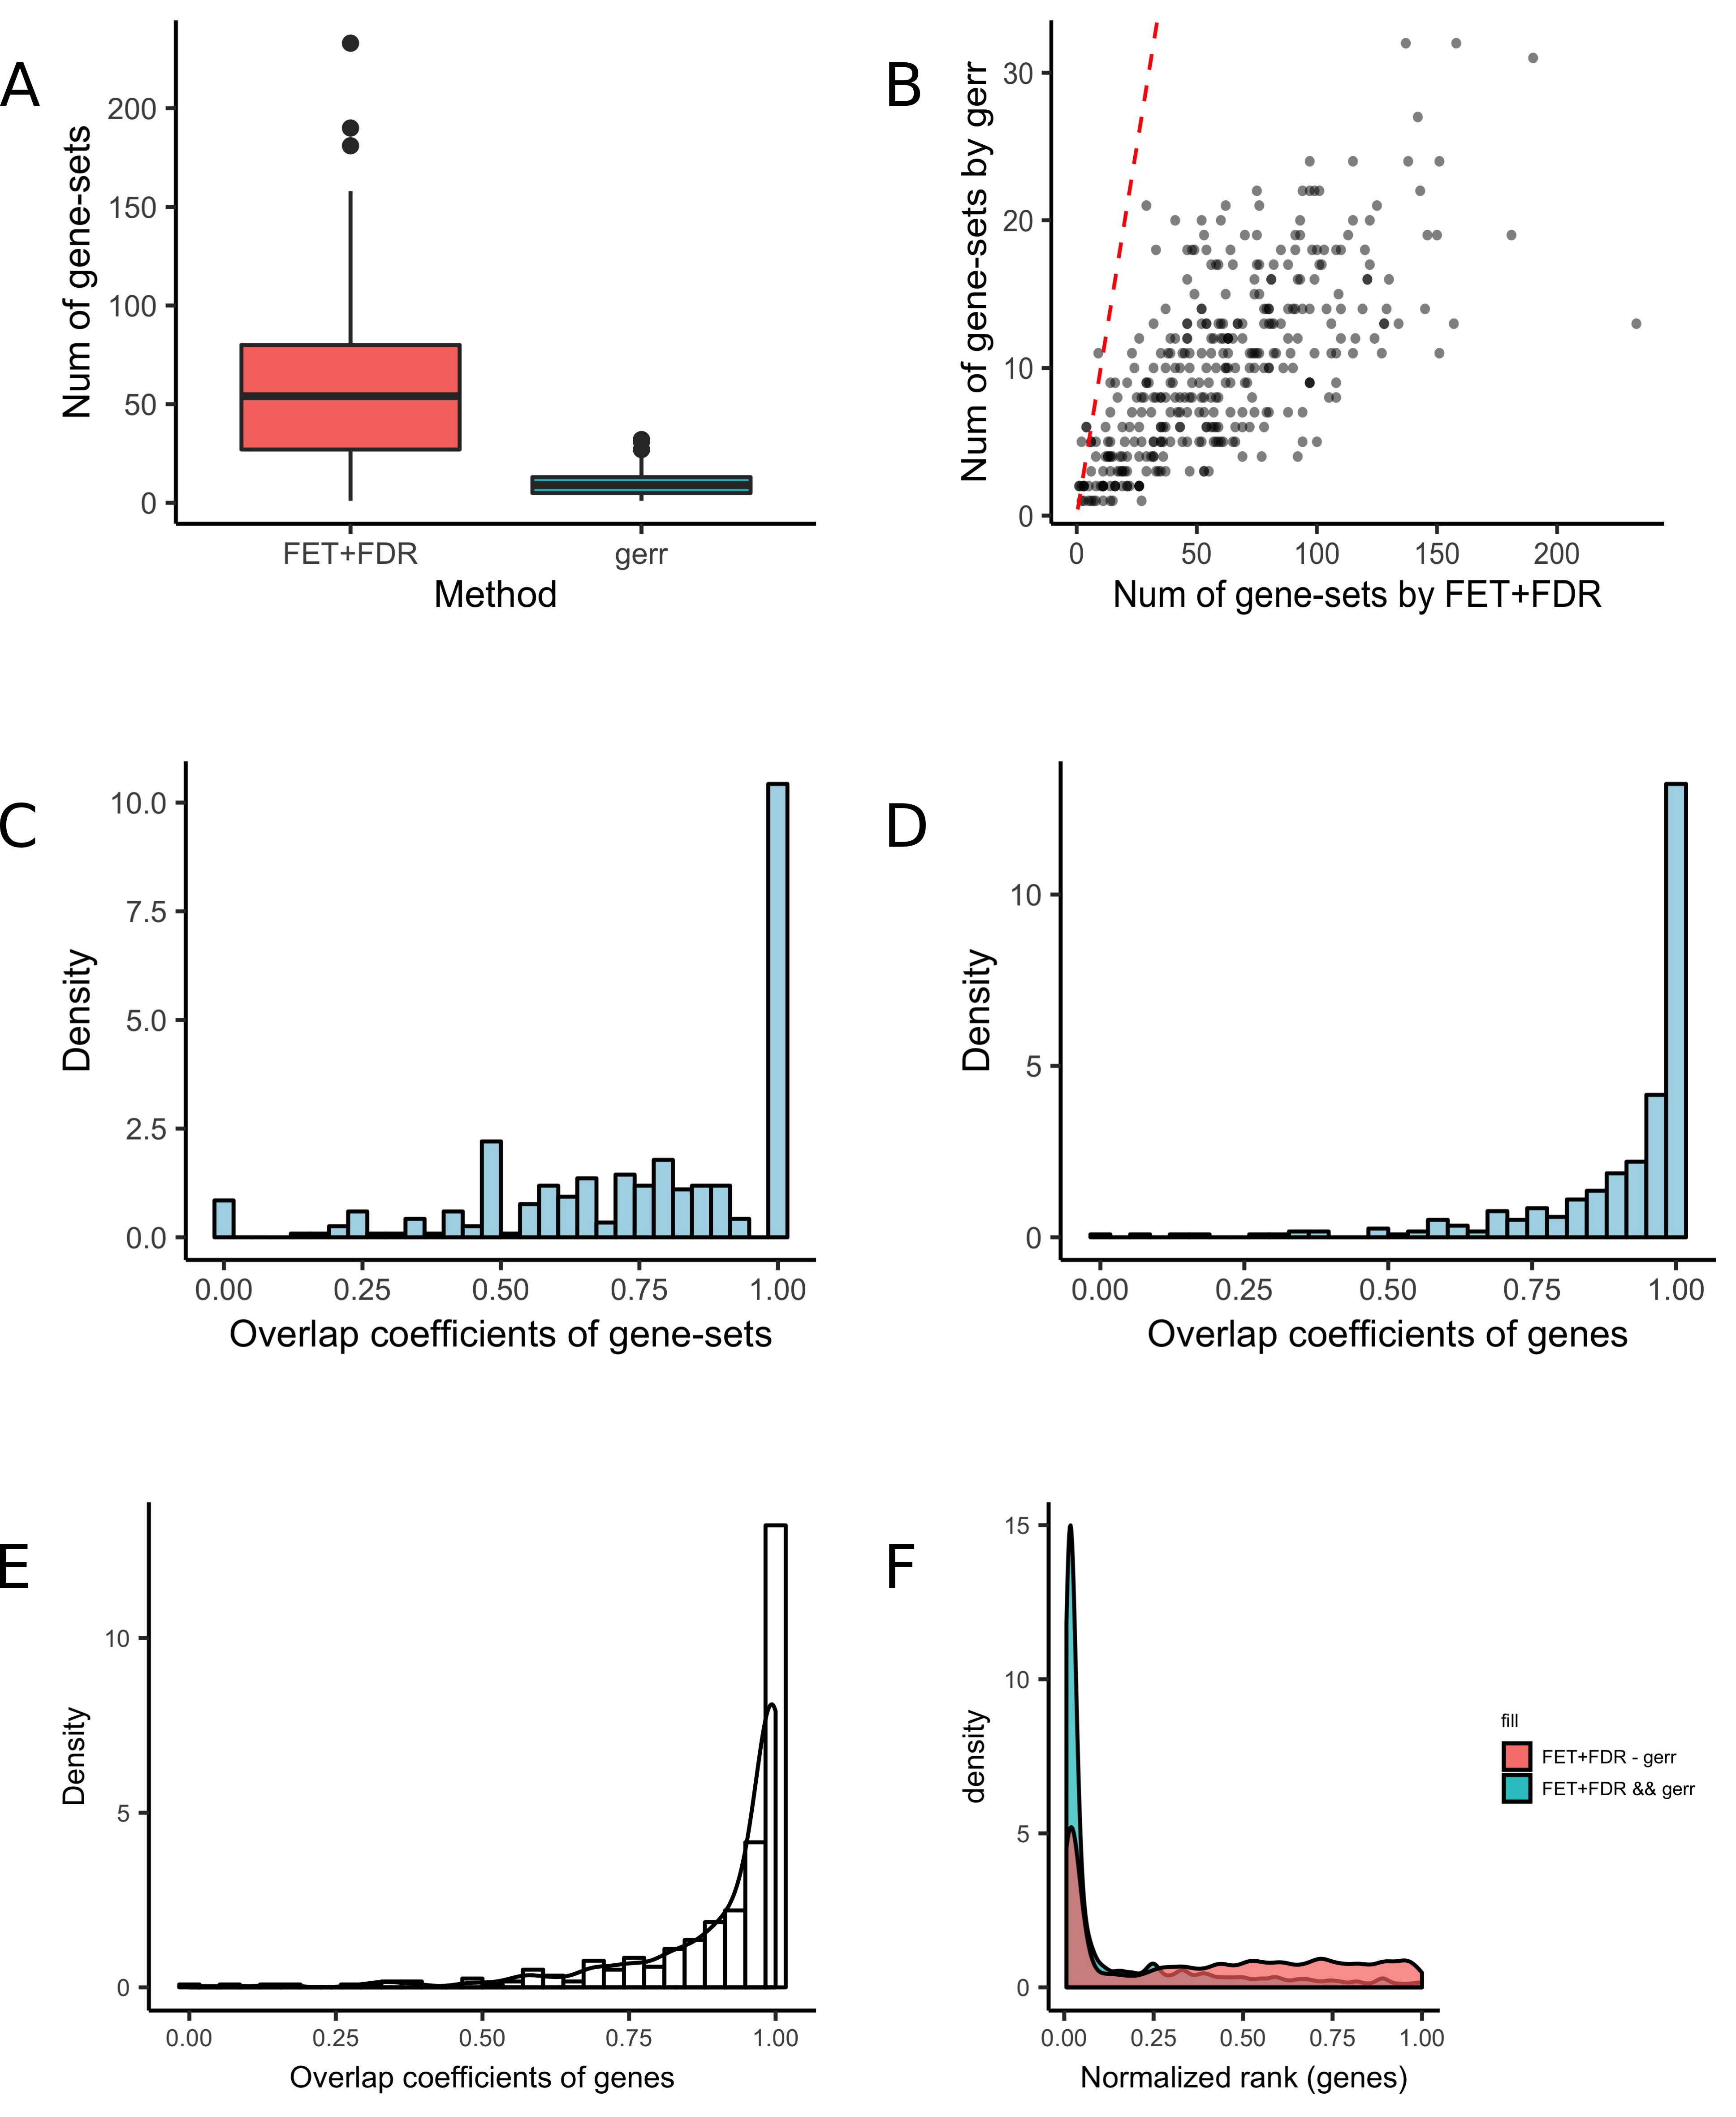 A
Num of gene-sets
200
150
100
50
0
FET+FDR
gerr
Method
B
Num of gene-sets by gerr
30
20
10
0
0 50 100 150 200
Num of gene-sets by FET+FDR
C
Density
10.0
7.5
5.0
2.5
0.0
0.00 0.25 0.50 0.75 1.00
Overlap coefficients of gene-sets
D
Density
10
5
0
0.00 0.25 0.50 0.75 1.00
Overlap coefficients of genes
E
Density
10
5
0
0.00 0.25 0.50 0.75 1.00
Overlap coefficients of genes
F
density
15
10
5
0
0.00 0.25 0.50 0.75 1.00
Normalized rank (genes)
fill
FET+FDR - gerr
FET+FDR && gerr